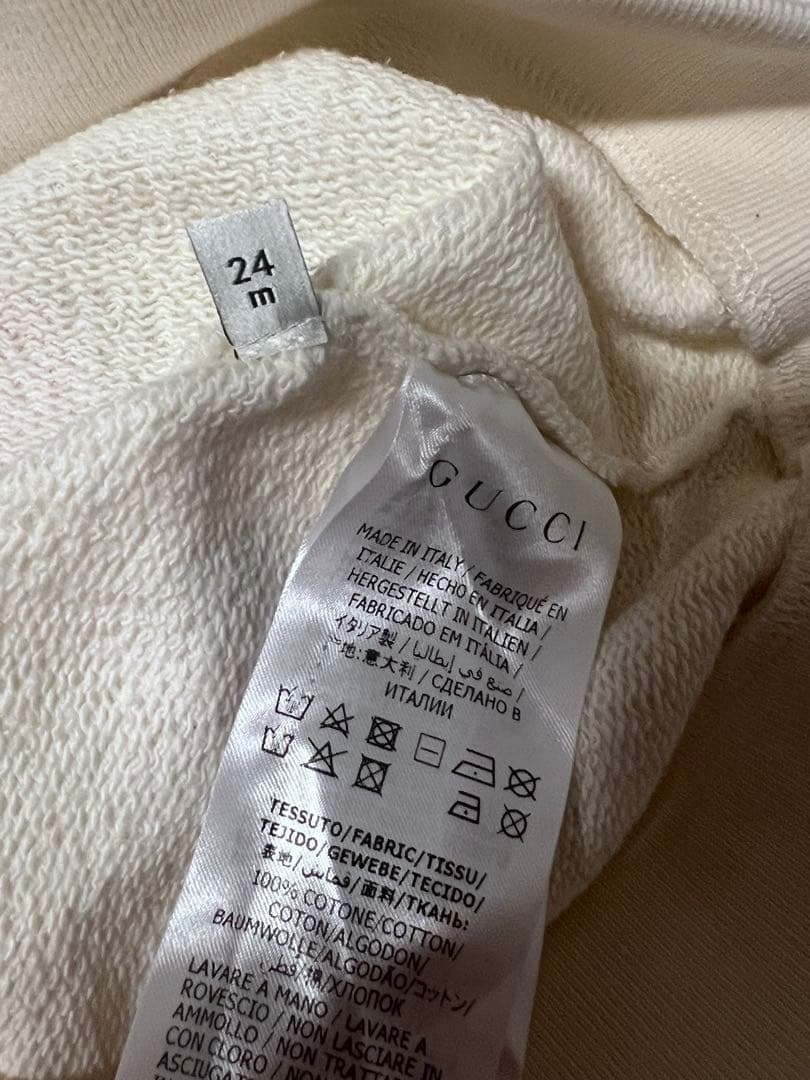 24
m
GUCCI
MADE IN ITALY / FABRIQUÉ EN
ITALIE / HECHO EN ITALIA /
HERGESTELLT IN ITALIEN /
FABRICADO EM ITÁLIA /
イタリア製 / صنع في إيطاليا /
地:意大利 / СДЕЛАНО В
ИТАЛИИ
TESSUTO/FABRIC/TISSU/
TEJIDO/GEWEBE/TECIDO/
表地/قماش/面料/ТКАНЬ:
100% COTONE/COTTON/
COTON/ALGODON/
BAUMWOLLE/ALGODÃO/コットン/
قطن/棉/ХЛОПОК
LAVARE A MANO / LAVARE A
ROVESCIO / NON LASCIARE IN
AMMOLLO / NON TRATTARE
CON CLORO / NON
ASCIUGAT